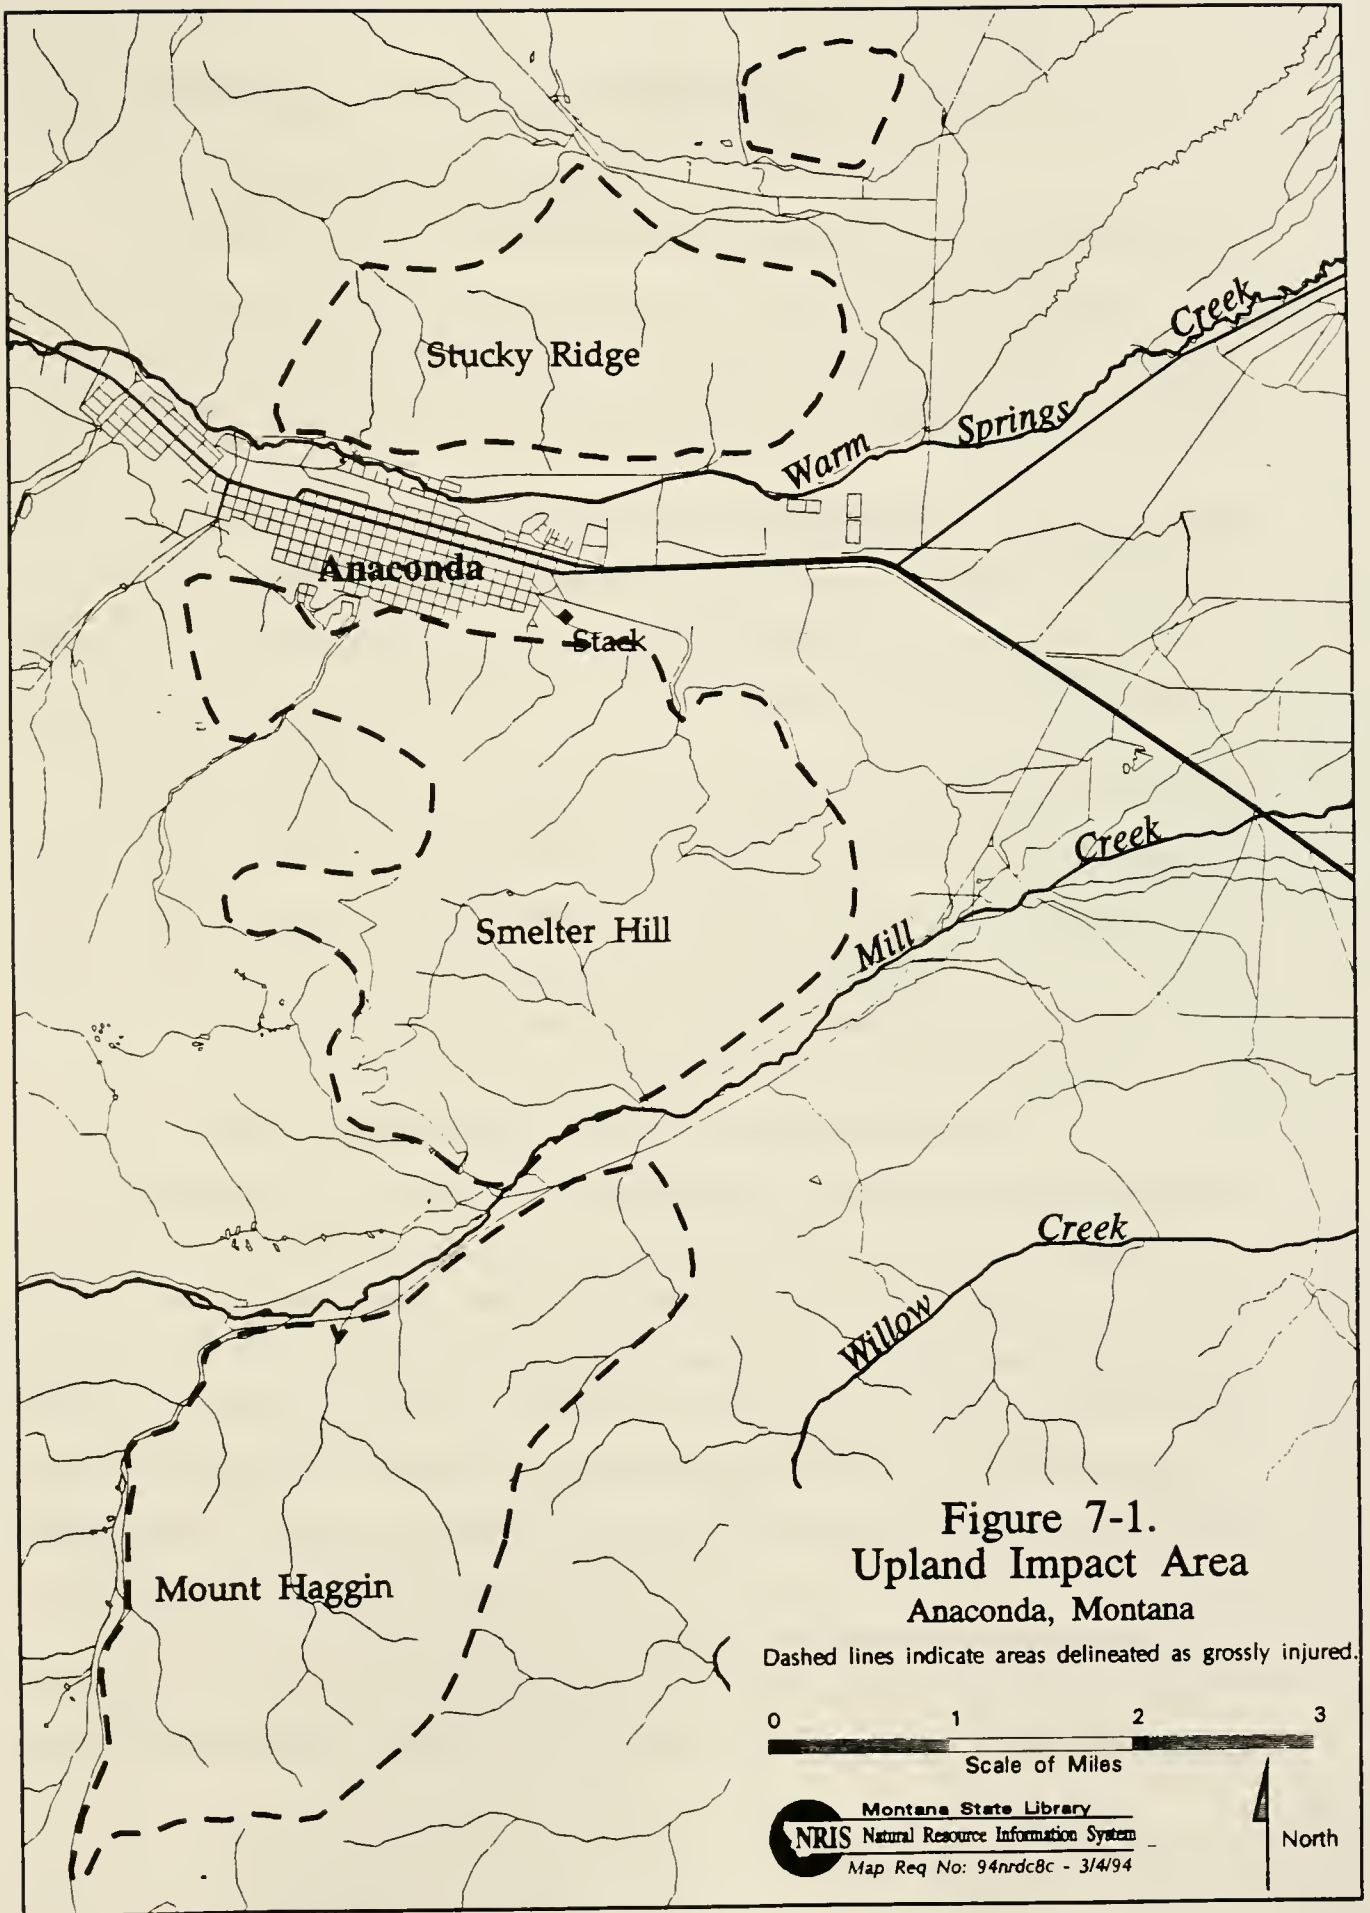 Stucky Ridge
Warm Springs Creek
Anaconda
Stack
Creek
Mill
Smelter Hill
Creek
Willow
Mount Haggin
Figure 7-1.
Upland Impact Area
Anaconda, Montana
Dashed lines indicate areas delineated as grossly injured.
0 1 2 3
Scale of Miles
Montana State Library
NRIS Natural Resource Information System
Map Req No: 94nrdc8c - 3/4/94
North